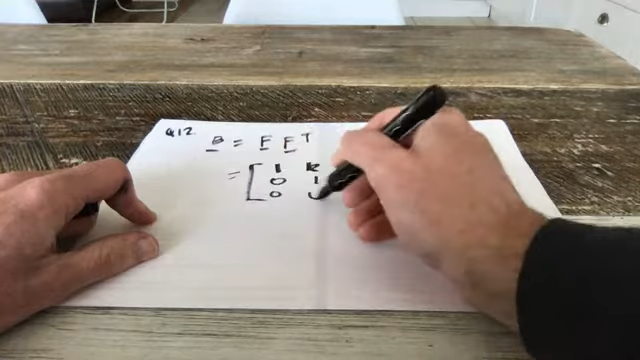 Q12. B = F F T
= [ 1 k
0 1
0